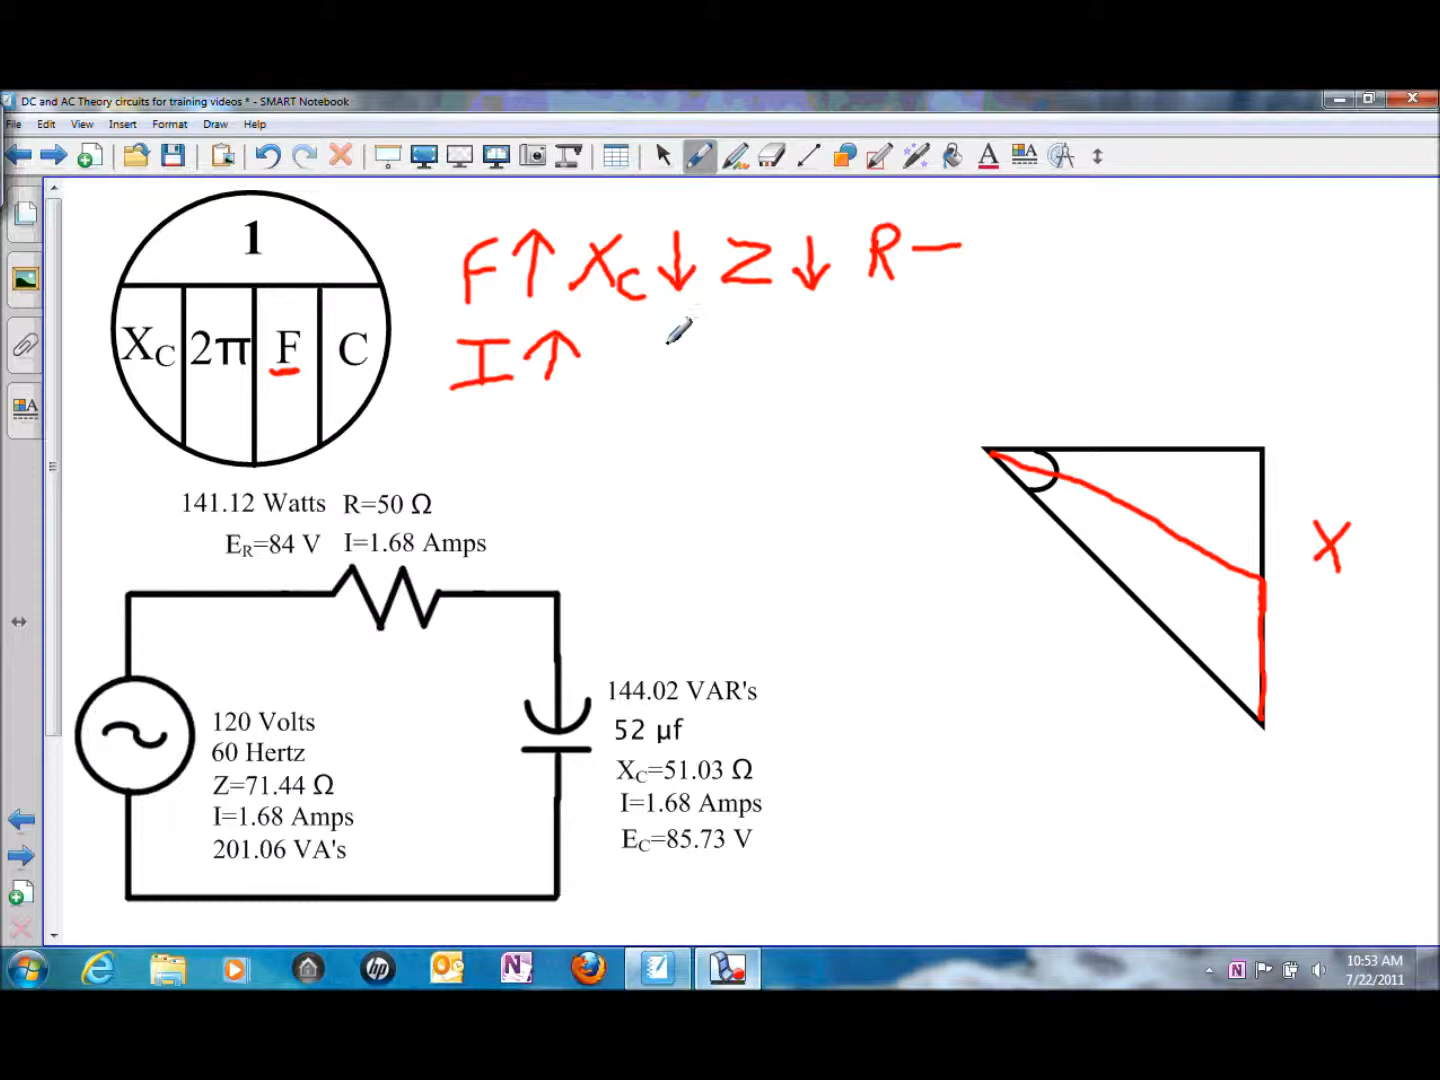 DC and AC Theory circuits for training videos * - SMART Notebook
File Edit View Insert Format Draw Help
1
XC 2π F C
F↑ XC↓ Z↓ R—
I↑
141.12 Watts R=50 Ω
ER=84 V I=1.68 Amps
X
120 Volts
60 Hertz
Z=71.44 Ω
I=1.68 Amps
201.06 VA's
144.02 VAR's
52 µf
XC=51.03 Ω
I=1.68 Amps
EC=85.73 V
10:53 AM
7/22/2011